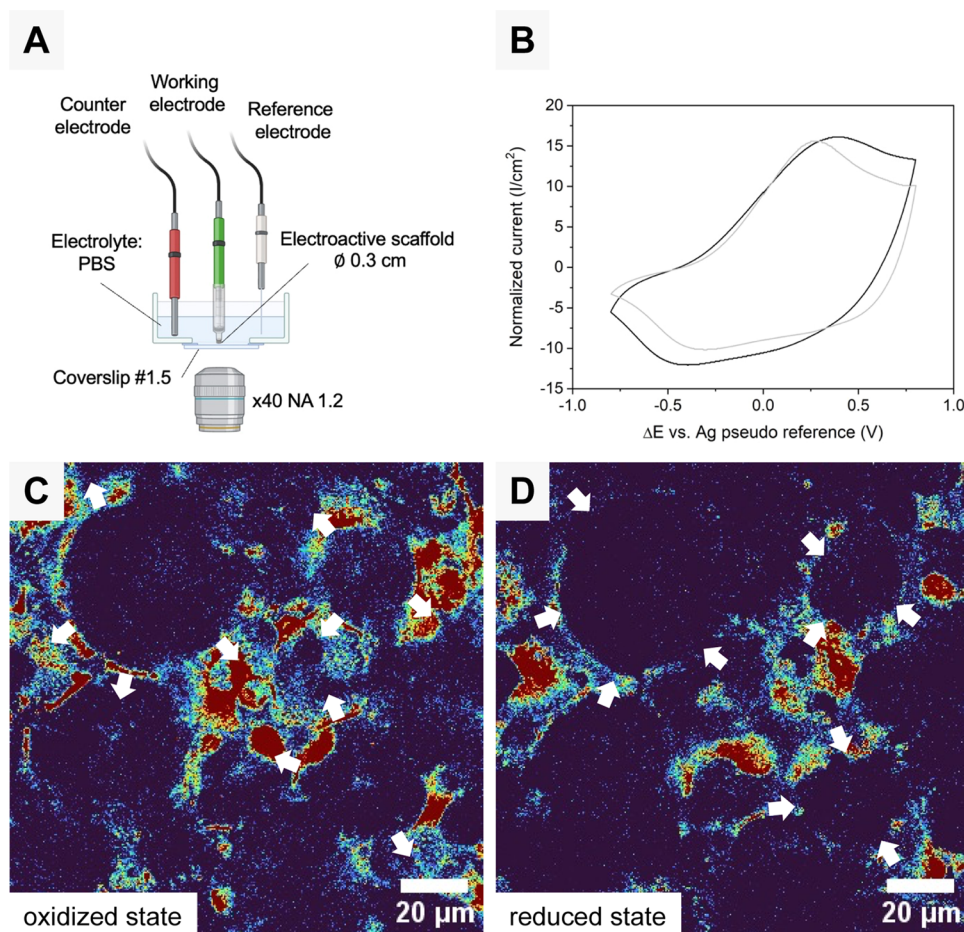 A
Working
electrode
Counter
electrode
Reference
electrode
Electrolyte:
PBS
Electroactive scaffold
Ø 0.3 cm
Coverslip #1.5
x40 NA 1.2
B
Normalized current (I/cm²)
20
15
10
5
0
-5
-10
-15
-1.0
-0.5
0.0
0.5
1.0
ΔE vs. Ag pseudo reference (V)
C
oxidized state
20 µm
D
reduced state
20 µm